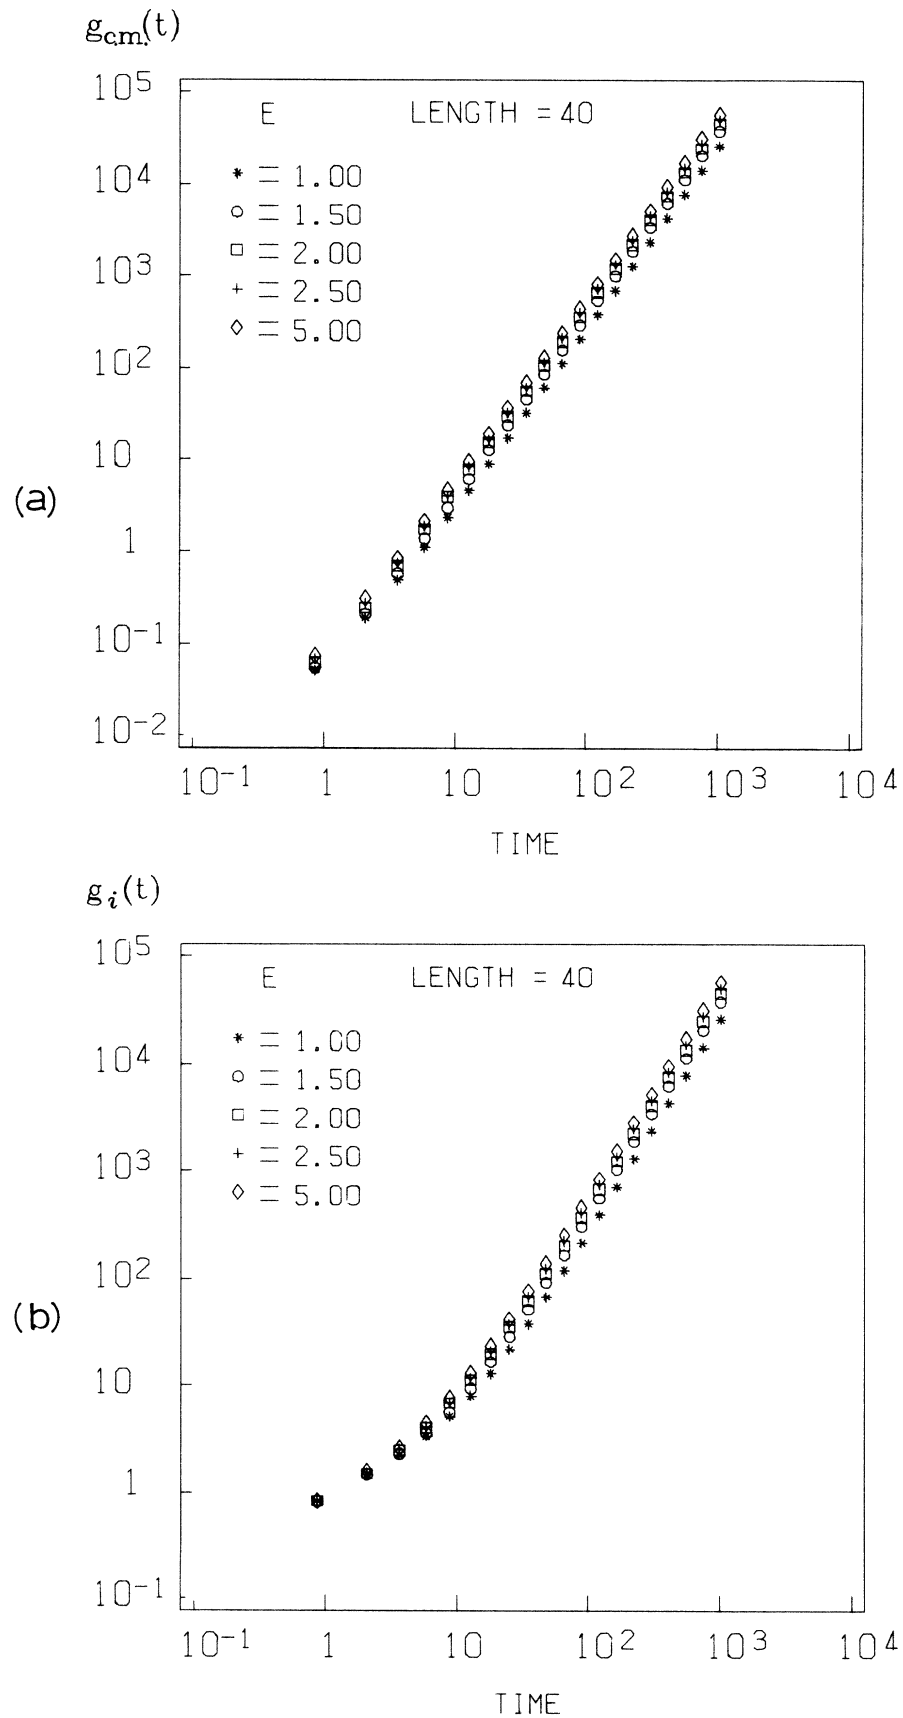 g_c.m.(t)
10^5
E LENGTH = 40
* = 1.00
10^4
○ = 1.50
□ = 2.00
10^3
+ = 2.50
◇ = 5.00
10^2
10
(a)
1
10^-1
10^-2
10^-1 1 10 10^2 10^3 10^4
TIME
g_i(t)
10^5
E LENGTH = 40
* = 1.00
10^4
○ = 1.50
□ = 2.00
+ = 2.50
10^3
◇ = 5.00
10^2
(b)
10
1
10^-1
10^-1 1 10 10^2 10^3 10^4
TIME